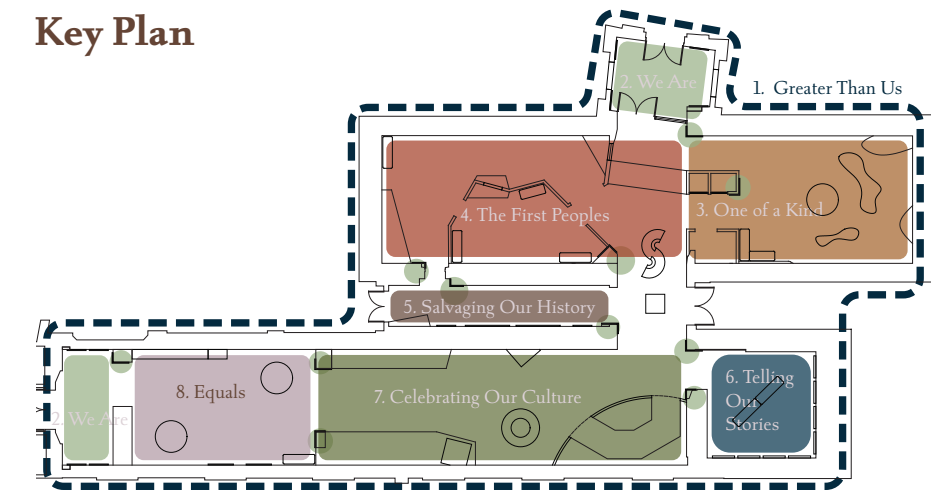 Key Plan
2. We Are
1. Greater Than Us
4. The First Peoples
3. One of a Kind
5. Salvaging Our History
6. Telling
Our
Stories
8. Equals
7. Celebrating Our Culture
2. We Are